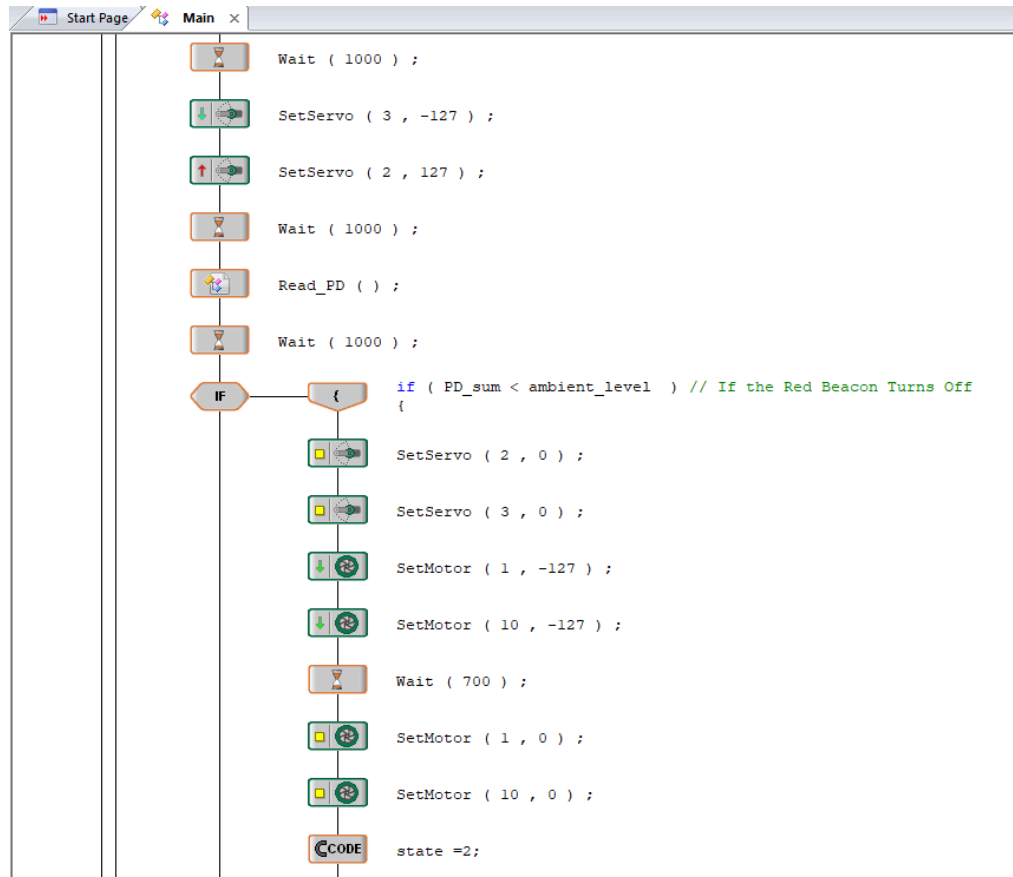 Start Page Main ×
Wait ( 1000 ) ;
SetServo ( 3 , -127 ) ;
SetServo ( 2 , 127 ) ;
Wait ( 1000 ) ;
Read_PD ( ) ;
Wait ( 1000 ) ;
IF { if ( PD_sum < ambient_level ) // If the Red Beacon Turns Off
{
SetServo ( 2 , 0 ) ;
SetServo ( 3 , 0 ) ;
SetMotor ( 1 , -127 ) ;
SetMotor ( 10 , -127 ) ;
Wait ( 700 ) ;
SetMotor ( 1 , 0 ) ;
SetMotor ( 10 , 0 ) ;
CCODE state =2;